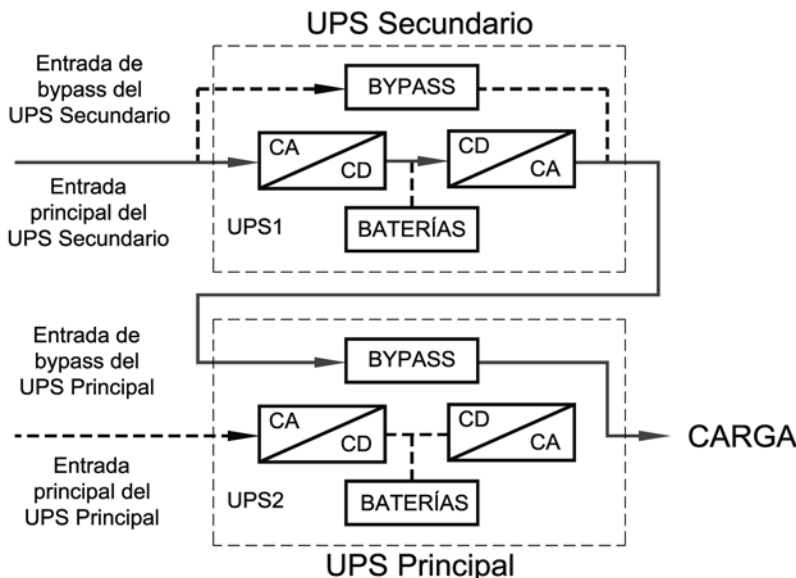 UPS Secundario
Entrada de
bypass del
UPS Secundario
BYPASS
CA
CD
CD
CA
Entrada
principal del
UPS Secundario
UPS1
BATERÍAS
Entrada de
bypass del
UPS Principal
BYPASS
CA
CD
CD
CA
CARGA
Entrada
principal del
UPS Principal
UPS2
BATERÍAS
UPS Principal